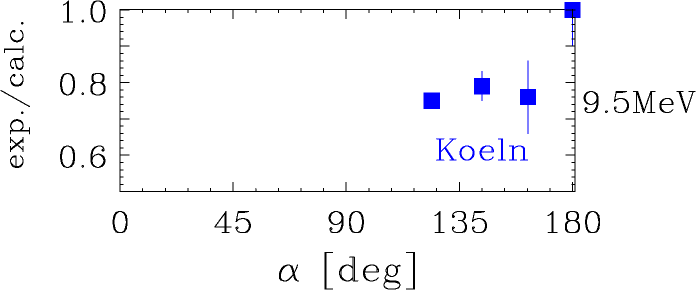 exp./calc.
1.0
0.8
0.6
9.5MeV
Koeln
0 45 90 135 180
α [deg]